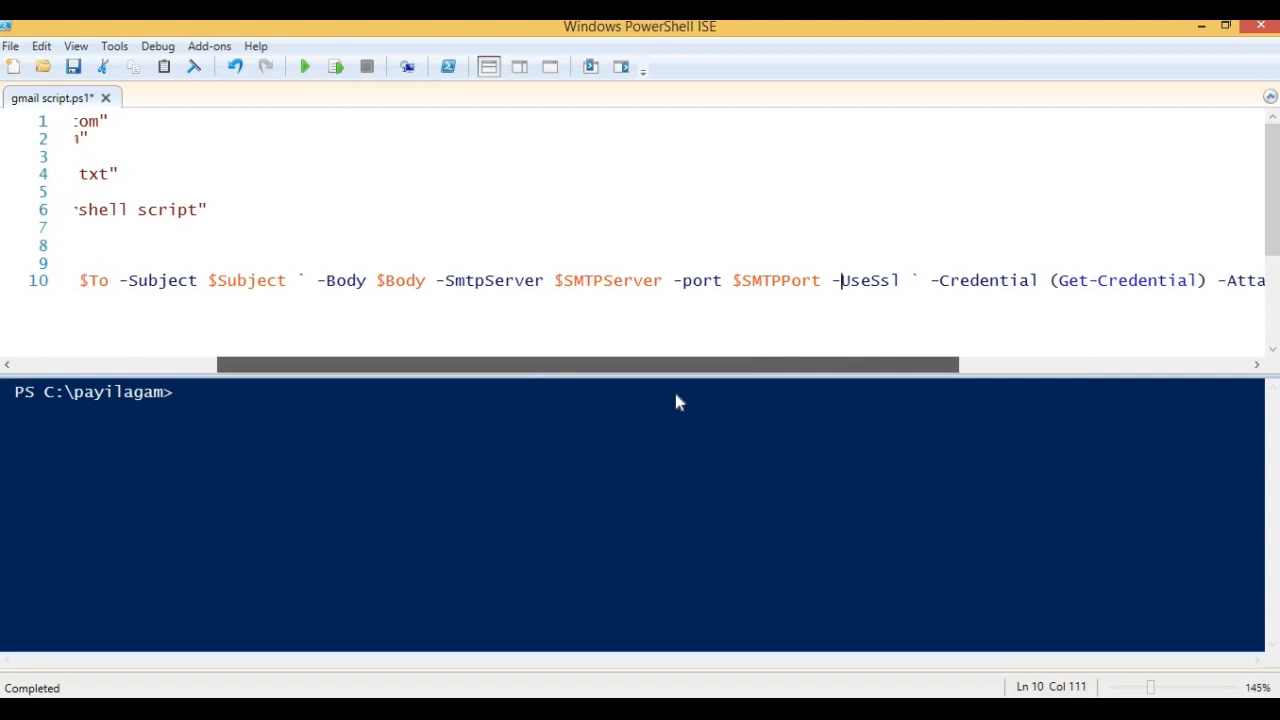 Windows PowerShell ISE
File Edit View Tools Debug Add-ons Help
gmail script.ps1*
1 com"
2 "
3
4 txt"
5
6 shell script"
7
8
9
10 $To -Subject $Subject ` -Body $Body -SmtpServer $SMTPServer -port $SMTPPort -UseSsl ` -Credential (Get-Credential) -Atta
PS C:\payilagam>
Completed Ln 10 Col 111 145%